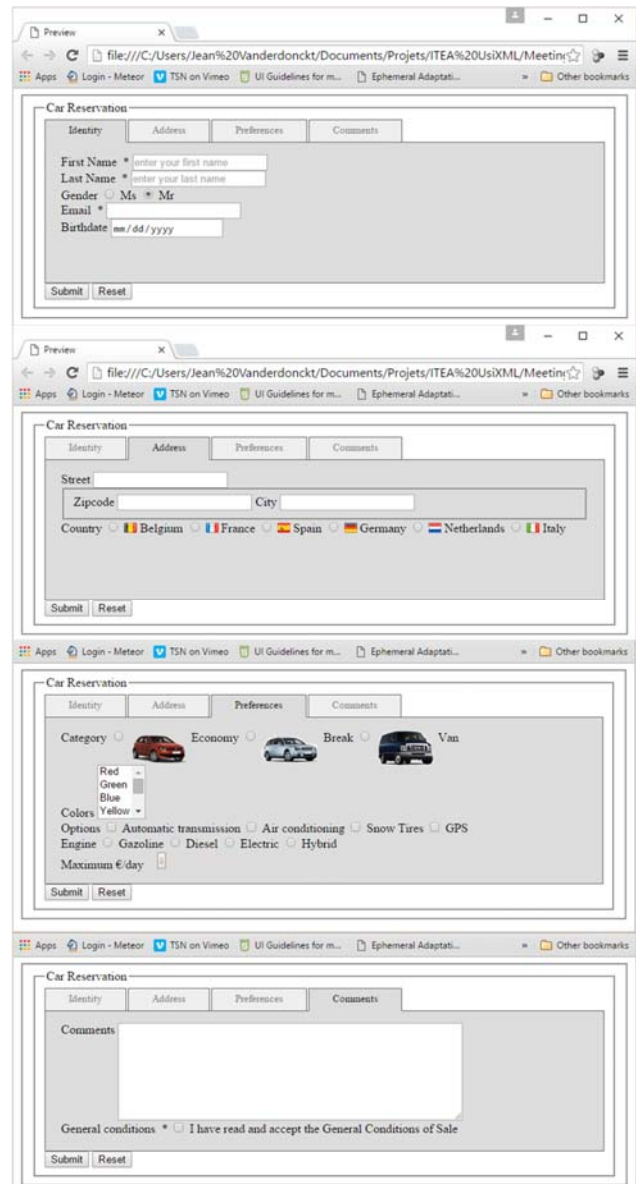 Preview
file:///C:/Users/Jean%20Vanderdonckt/Documents/Projets/ITEA%20UsiXML/Meeting
Apps Login - Meteor TSN on Vimeo UI Guidelines for m... Ephemeral Adaptati... » Other bookmarks
Car Reservation
Identity Address Preferences Comments
First Name * enter your first name
Last Name * enter your last name
Gender Ms Mr
Email *
Birthdate mm/dd/yyyy
Submit Reset
Preview
file:///C:/Users/Jean%20Vanderdonckt/Documents/Projets/ITEA%20UsiXML/Meeting
Apps Login - Meteor TSN on Vimeo UI Guidelines for m... Ephemeral Adaptati... » Other bookmarks
Car Reservation
Identity Address Preferences Comments
Street
Zipcode City
Country Belgium France Spain Germany Netherlands Italy
Submit Reset
Apps Login - Meteor TSN on Vimeo UI Guidelines for m... Ephemeral Adaptati... » Other bookmarks
Car Reservation
Identity Address Preferences Comments
Category Economy Break Van
Red
Green
Blue
Colors Yellow
Options Automatic transmission Air conditioning Snow Tires GPS
Engine Gazoline Diesel Electric Hybrid
Maximum €/day
Submit Reset
Apps Login - Meteor TSN on Vimeo UI Guidelines for m... Ephemeral Adaptati... » Other bookmarks
Car Reservation
Identity Address Preferences Comments
Comments
General conditions * I have read and accept the General Conditions of Sale
Submit Reset